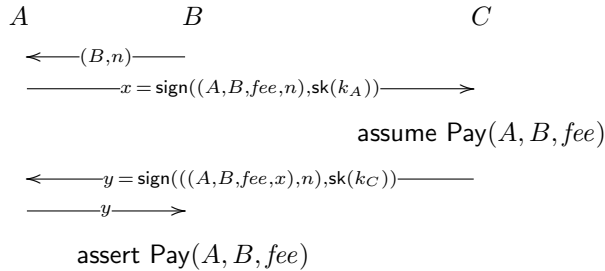 A B C
(B,n)
x = sign((A,B,fee,n),sk(k_A))
assume Pay(A, B, fee)
y = sign(((A,B,fee,x),n),sk(k_C))
y
assert Pay(A, B, fee)